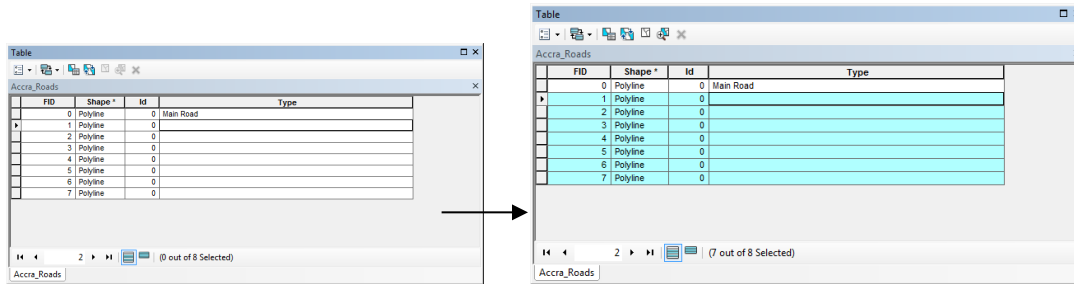 Table
Accra_Roads
FID Shape * Id Type
0 Polyline 0 Main Road
1 Polyline 0
2 Polyline 0
3 Polyline 0
4 Polyline 0
5 Polyline 0
6 Polyline 0
7 Polyline 0
2 (0 out of 8 Selected)
Accra_Roads
Table
Accra_Roads
FID Shape * Id Type
0 Polyline 0 Main Road
1 Polyline 0
2 Polyline 0
3 Polyline 0
4 Polyline 0
5 Polyline 0
6 Polyline 0
7 Polyline 0
2 (7 out of 8 Selected)
Accra_Roads